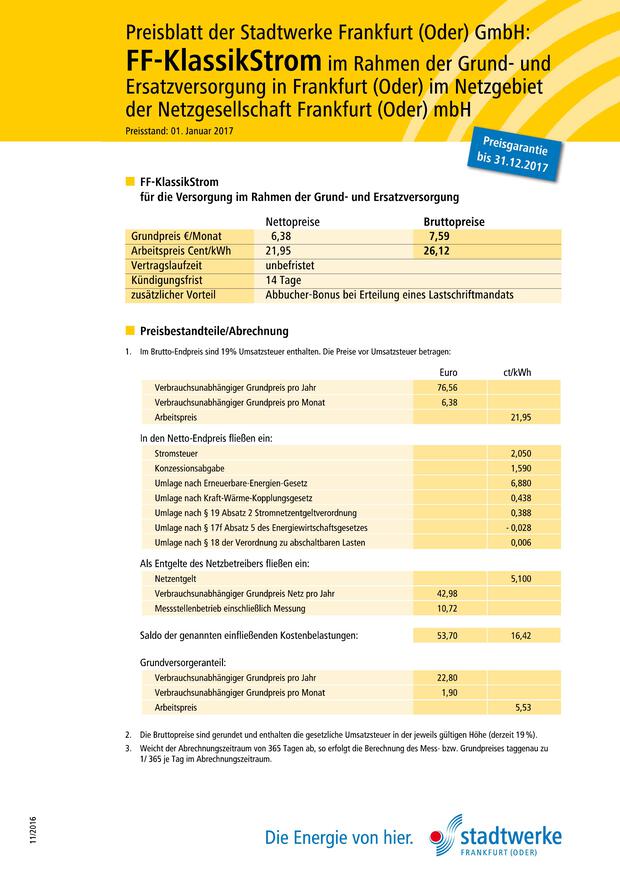 Preisblatt der Stadtwerke Frankfurt (Oder) GmbH:
FF-KlassikStrom im Rahmen der Grund- und
Ersatzversorgung in Frankfurt (Oder) im Netzgebiet
der Netzgesellschaft Frankfurt (Oder) mbH
Preisstand: 01. Januar 2017
Preisgarantie
bis 31.12.2017
FF-KlassikStrom
für die Versorgung im Rahmen der Grund- und Ersatzversorgung
Nettopreise Bruttopreise
Grundpreis €/Monat 6,38 7,59
Arbeitspreis Cent/kWh 21,95 26,12
Vertragslaufzeit unbefristet
Kündigungsfrist 14 Tage
zusätzlicher Vorteil Abbucher-Bonus bei Erteilung eines Lastschriftmandats
Preisbestandteile/Abrechnung
1. Im Brutto-Endpreis sind 19% Umsatzsteuer enthalten. Die Preise vor Umsatzsteuer betragen:
Euro ct/kWh
Verbrauchsunabhängiger Grundpreis pro Jahr 76,56
Verbrauchsunabhängiger Grundpreis pro Monat 6,38
Arbeitspreis 21,95
In den Netto-Endpreis fließen ein:
Stromsteuer 2,050
Konzessionsabgabe 1,590
Umlage nach Erneuerbare-Energien-Gesetz 6,880
Umlage nach Kraft-Wärme-Kopplungsgesetz 0,438
Umlage nach § 19 Absatz 2 Stromnetzentgeltverordnung 0,388
Umlage nach § 17f Absatz 5 des Energiewirtschaftsgesetzes - 0,028
Umlage nach § 18 der Verordnung zu abschaltbaren Lasten 0,006
Als Entgelte des Netzbetreibers fließen ein:
Netzentgelt 5,100
Verbrauchsunabhängiger Grundpreis Netz pro Jahr 42,98
Messstellenbetrieb einschließlich Messung 10,72
Saldo der genannten einfließenden Kostenbelastungen: 53,70 16,42
Grundversorgeranteil:
Verbrauchsunabhängiger Grundpreis pro Jahr 22,80
Verbrauchsunabhängiger Grundpreis pro Monat 1,90
Arbeitspreis 5,53
2. Die Bruttopreise sind gerundet und enthalten die gesetzliche Umsatzsteuer in der jeweils gültigen Höhe (derzeit 19 %).
3. Weicht der Abrechnungszeitraum von 365 Tagen ab, so erfolgt die Berechnung des Mess- bzw. Grundpreises taggenau zu
1/ 365 je Tag im Abrechnungszeitraum.
11/2016
Die Energie von hier.
stadtwerke
FRANKFURT (ODER)